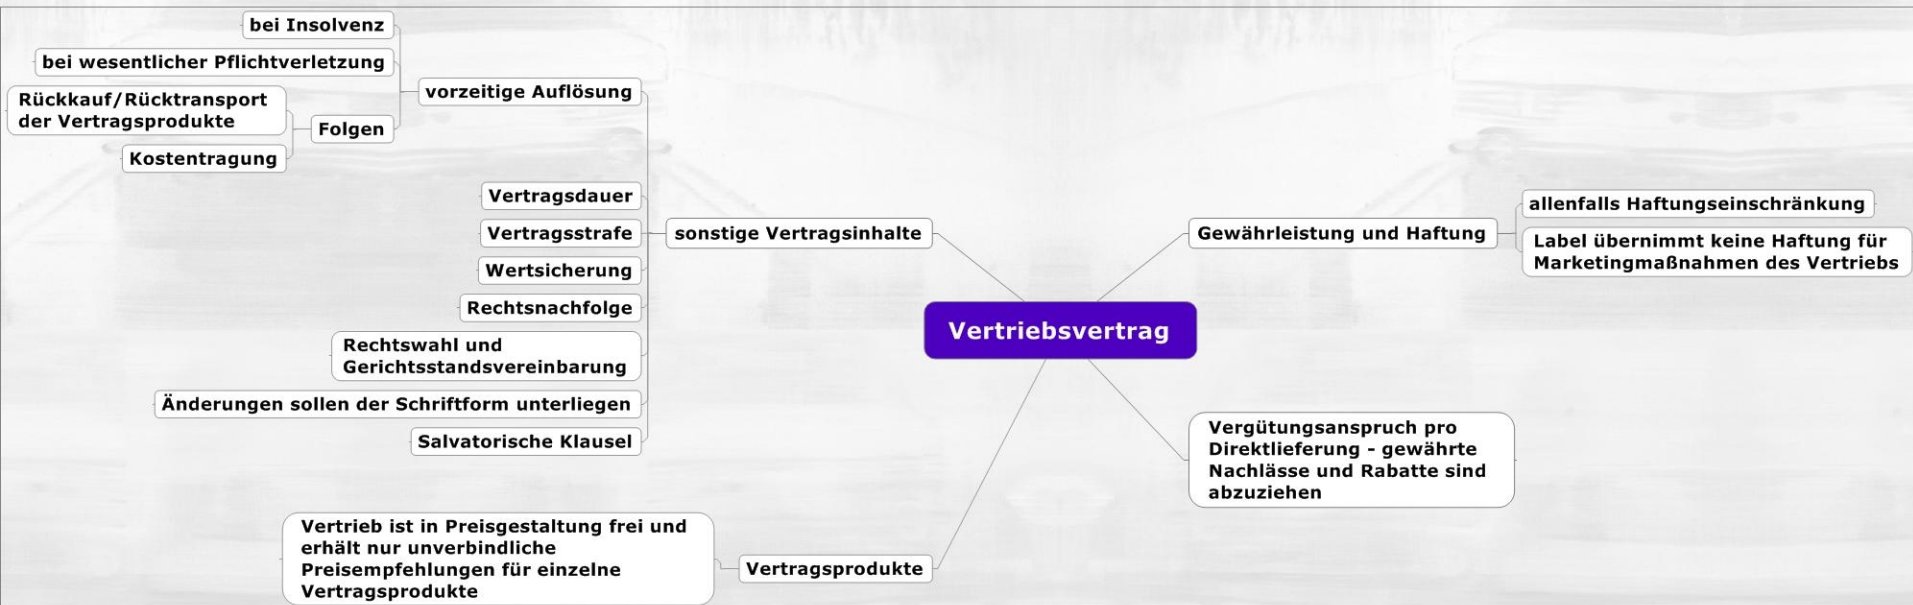 bei Insolvenz
bei wesentlicher Pflichtverletzung
vorzeitige Auflösung
Rückkauf/Rücktransport
der Vertragsprodukte
Folgen
Kostentragung
Vertragsdauer
Vertragsstrafe
sonstige Vertragsinhalte
Wertsicherung
Rechtsnachfolge
Rechtswahl und
Gerichtsstandsvereinbarung
Änderungen sollen der Schriftform unterliegen
Salvatorische Klausel
Vertriebsvertrag
Gewährleistung und Haftung
allenfalls Haftungseinschränkung
Label übernimmt keine Haftung für
Marketingmaßnahmen des Vertriebs
Vergütungsanspruch pro
Direktlieferung - gewährte
Nachlässe und Rabatte sind
abzuziehen
Vertrieb ist in Preisgestaltung frei und
erhält nur unverbindliche
Preisempfehlungen für einzelne
Vertragsprodukte
Vertragsprodukte